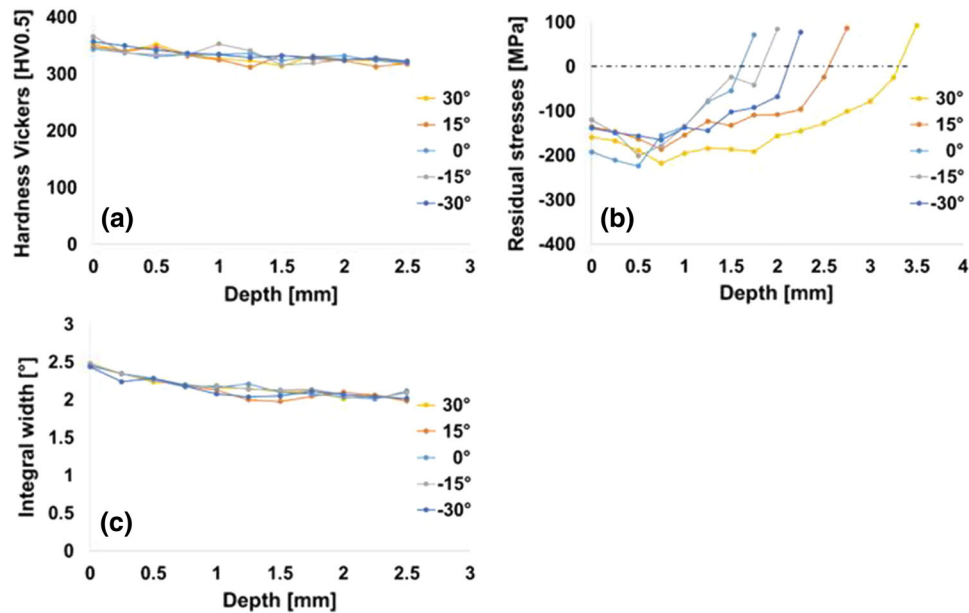 400
300
200
100
0
Hardness Vickers [HV0.5]
30°
15°
0°
-15°
-30°
(a)
0 0.5 1 1.5 2 2.5 3
Depth [mm]
100
0
-100
-200
-300
-400
Residual stresses [MPa]
30°
15°
0°
-15°
-30°
(b)
0 0.5 1 1.5 2 2.5 3 3.5 4
Depth [mm]
3
2.5
2
1.5
1
0.5
0
Integral width [°]
30°
15°
0°
-15°
-30°
(c)
0 0.5 1 1.5 2 2.5 3
Depth [mm]